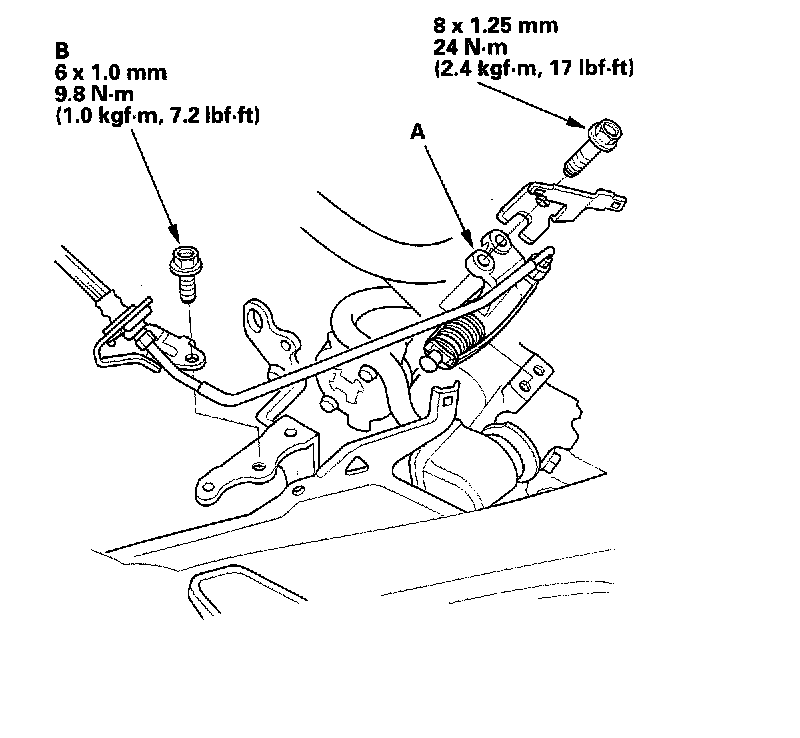 B
6 x 1.0 mm
9.8 N·m
(1.0 kgf·m, 7.2 lbf·ft)
8 x 1.25 mm
24 N·m
(2.4 kgf·m, 17 lbf·ft)
A